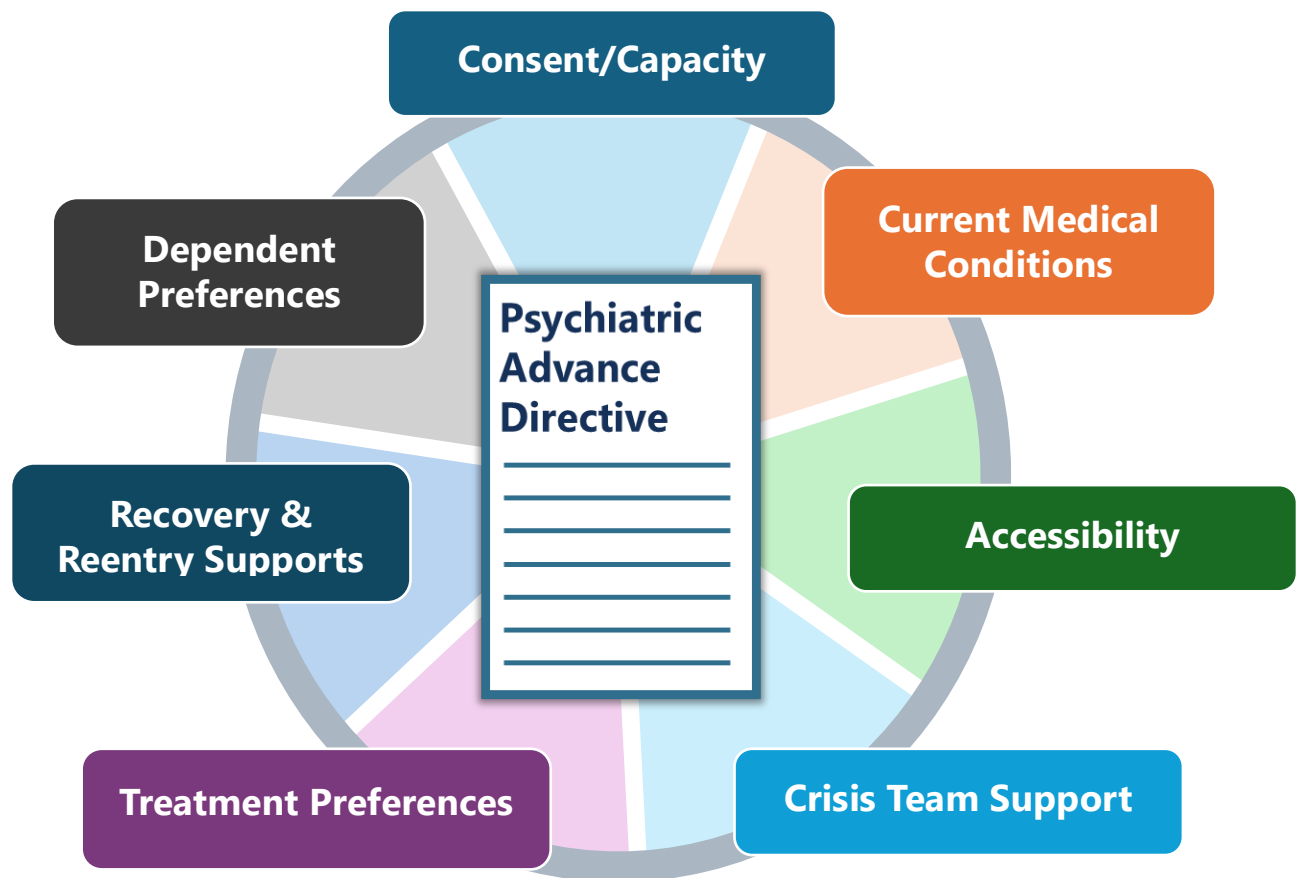 Consent/Capacity
Current Medical
Conditions
Dependent
Preferences
Psychiatric
Advance
Directive
Recovery &
Reentry Supports
Accessibility
Treatment Preferences
Crisis Team Support